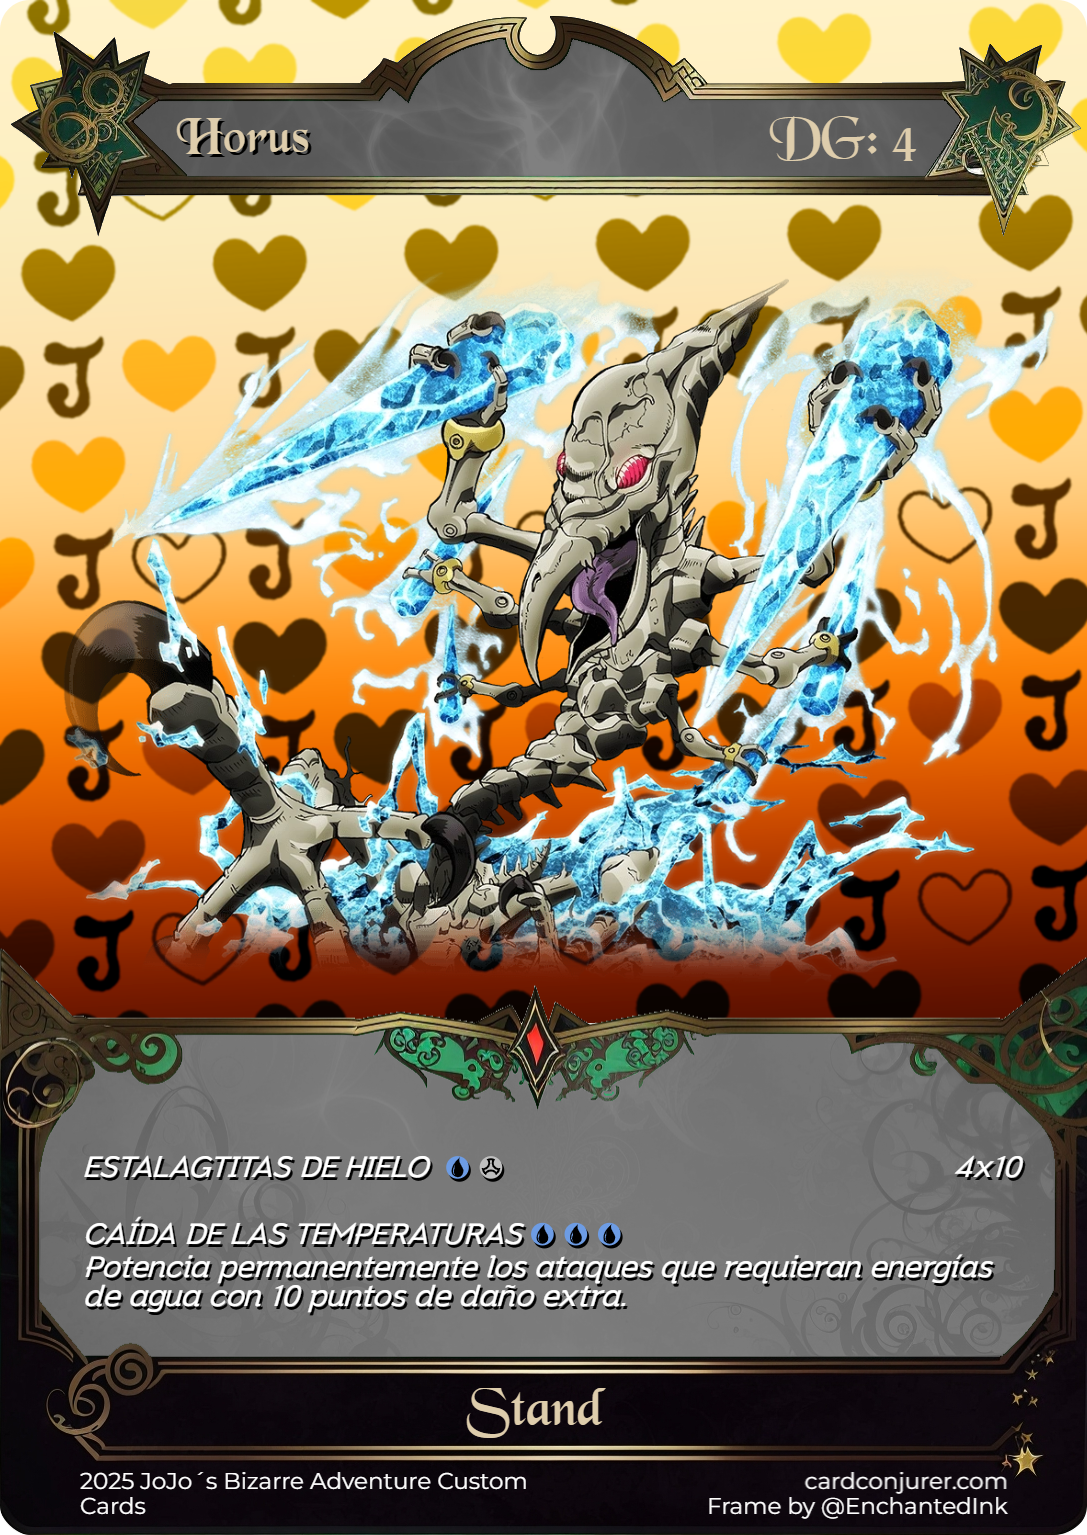 Horus
DG: 4
ESTALAGTITAS DE HIELO
4x10
CAÍDA DE LAS TEMPERATURAS
Potencia permanentemente los ataques que requieran energías
de agua con 10 puntos de daño extra.
Stand
2025 JoJo´s Bizarre Adventure Custom
Cards
cardconjurer.com
Frame by @EnchantedInk